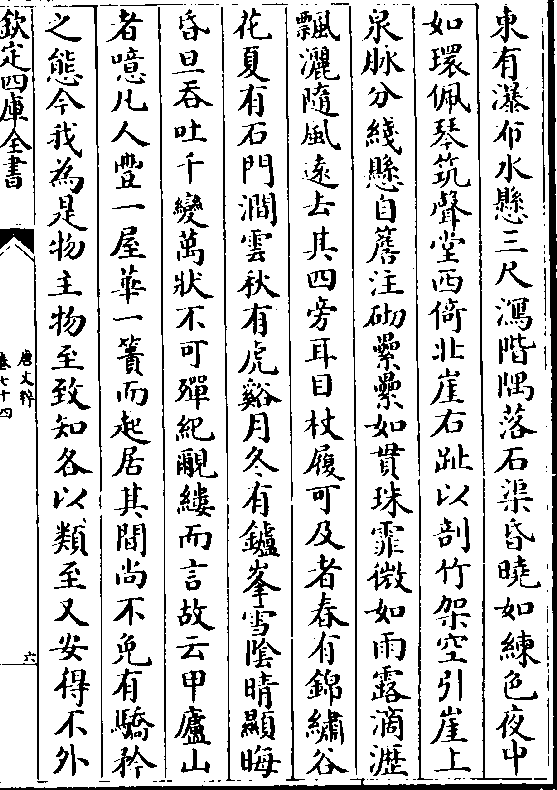 東有瀑布水懸三尺瀉階隅落石渠昏曉如練色夜中
如環佩琴筑聲堂西倚北崖右趾以剖竹架空引崖上
泉脉分綫懸自簷注砌纍纍如貫珠霏微如雨露滴瀝
飄灑隨風逺去其四旁耳目杖屨可及者春有錦繡谷
花夏有石門澗雲秋有虎谿月冬有鑪峯雪陰晴顯晦
昏旦吞吐千變萬狀不可殫紀覼縷而言故云甲廬山
者噫凡人豐一屋華一簀而起居其間尚不免有驕矜
之態今我為是物主物至致知各以類至又安得不外
欽定四庫全書
唐文粹
卷七十四
六